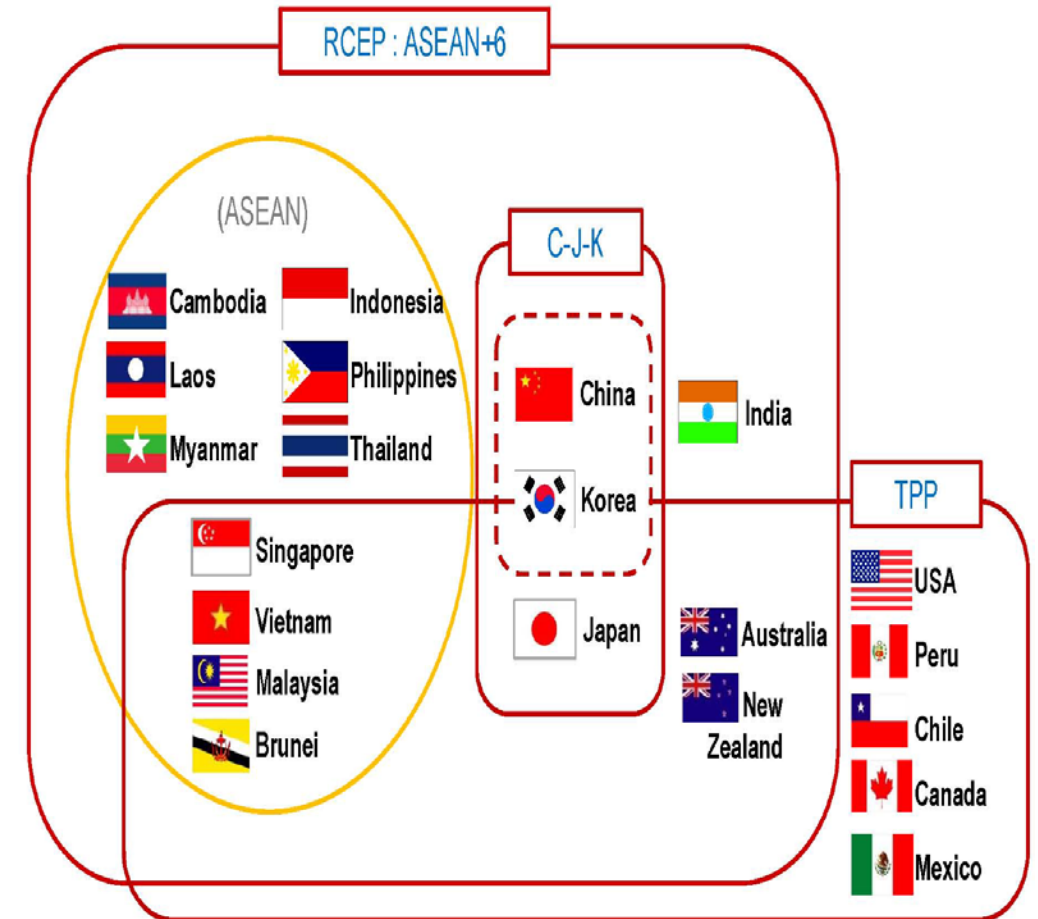 RCEP : ASEAN+6
(ASEAN)
C-J-K
Cambodia
Indonesia
Laos
Philippines
Myanmar
Thailand
China
Korea
Japan
India
Singapore
Vietnam
Malaysia
Brunei
Australia
New
Zealand
TPP
USA
Peru
Chile
Canada
Mexico